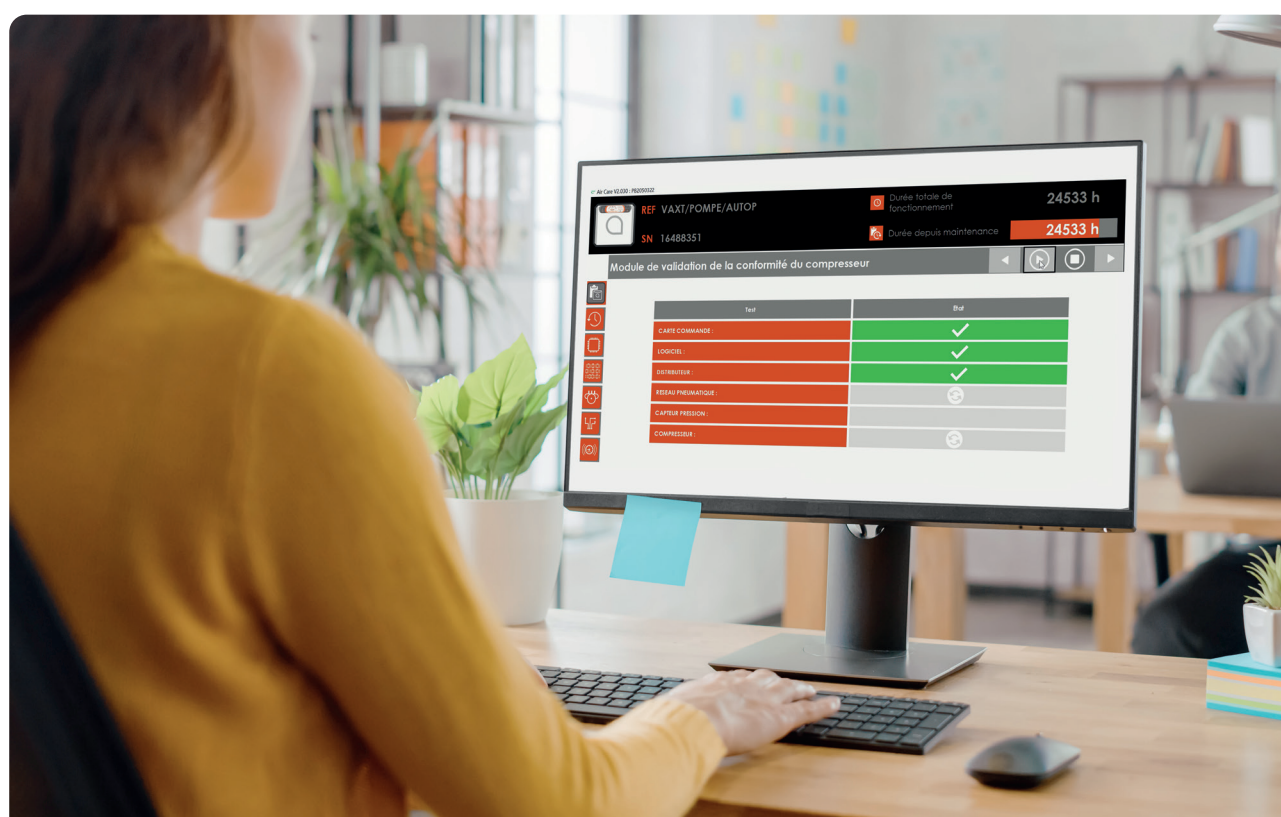 Air Care V2.030 : PB2050322
REF VAXT/POMPE/AUTOP
SN 16488351
Durée totale de
fonctionnement
24533 h
Durée depuis maintenance
24533 h
Module de validation de la conformité du compresseur
Test
Etat
CARTE COMMANDE :
LOGICIEL :
DISTRIBUTEUR :
RESEAU PNEUMATIQUE :
CAPTEUR PRESSION :
COMPRESSEUR :